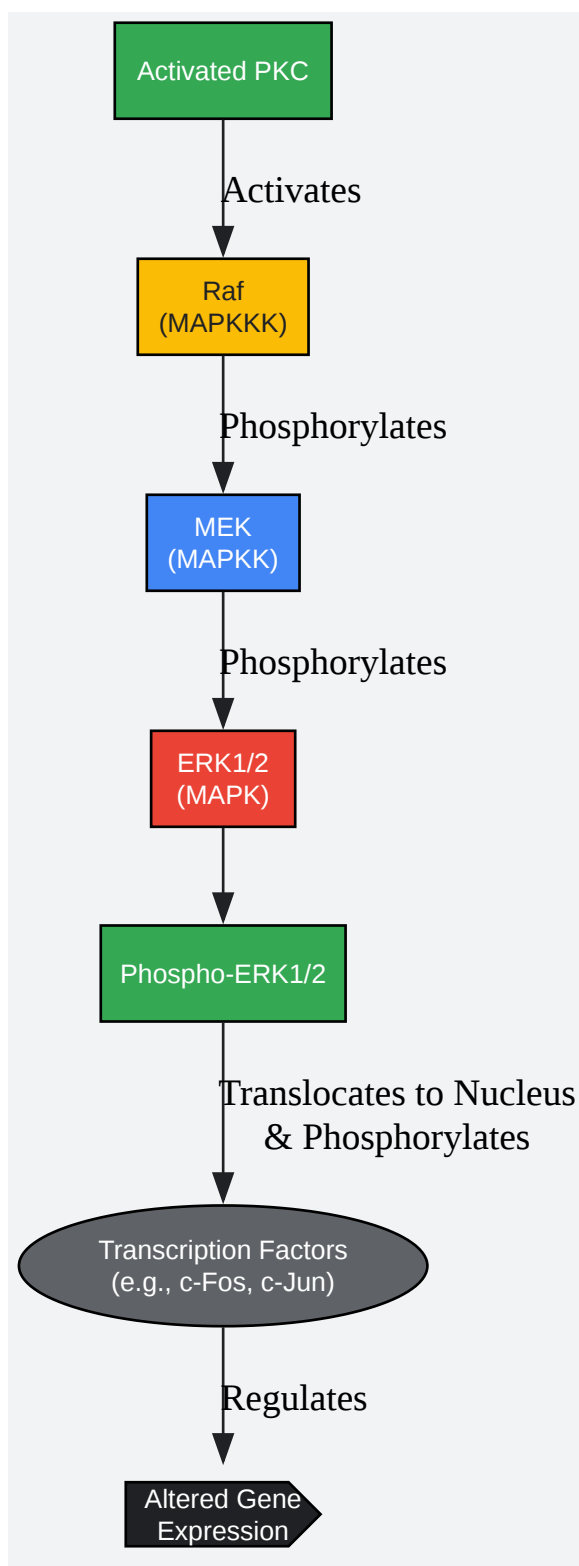 Activated PKC
Activates
Raf
(MAPKKK)
Phosphorylates
MEK
(MAPKK)
Phosphorylates
ERK1/2
(MAPK)
Phospho-ERK1/2
Translocates to Nucleus
& Phosphorylates
Transcription Factors
(e.g., c-Fos, c-Jun)
Regulates
Altered Gene
Expression